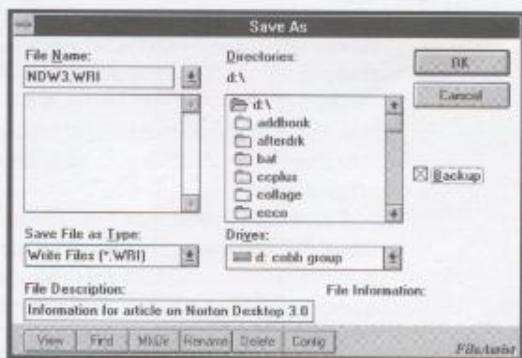 Save As
File Name:
NDW3.WRI
Directories:
d:\
OK
Cancel
d:\
addhook
afterdrk
bat
ccplus
collage
ecco
Backup
Save File as Type:
Write Files (*.WRI)
Drives:
d: cobb group
File Description:
File Information:
Information for article on Norton Desktop 3.0
View
Find
MkDir
Rename
Delete
Config
FileAssist